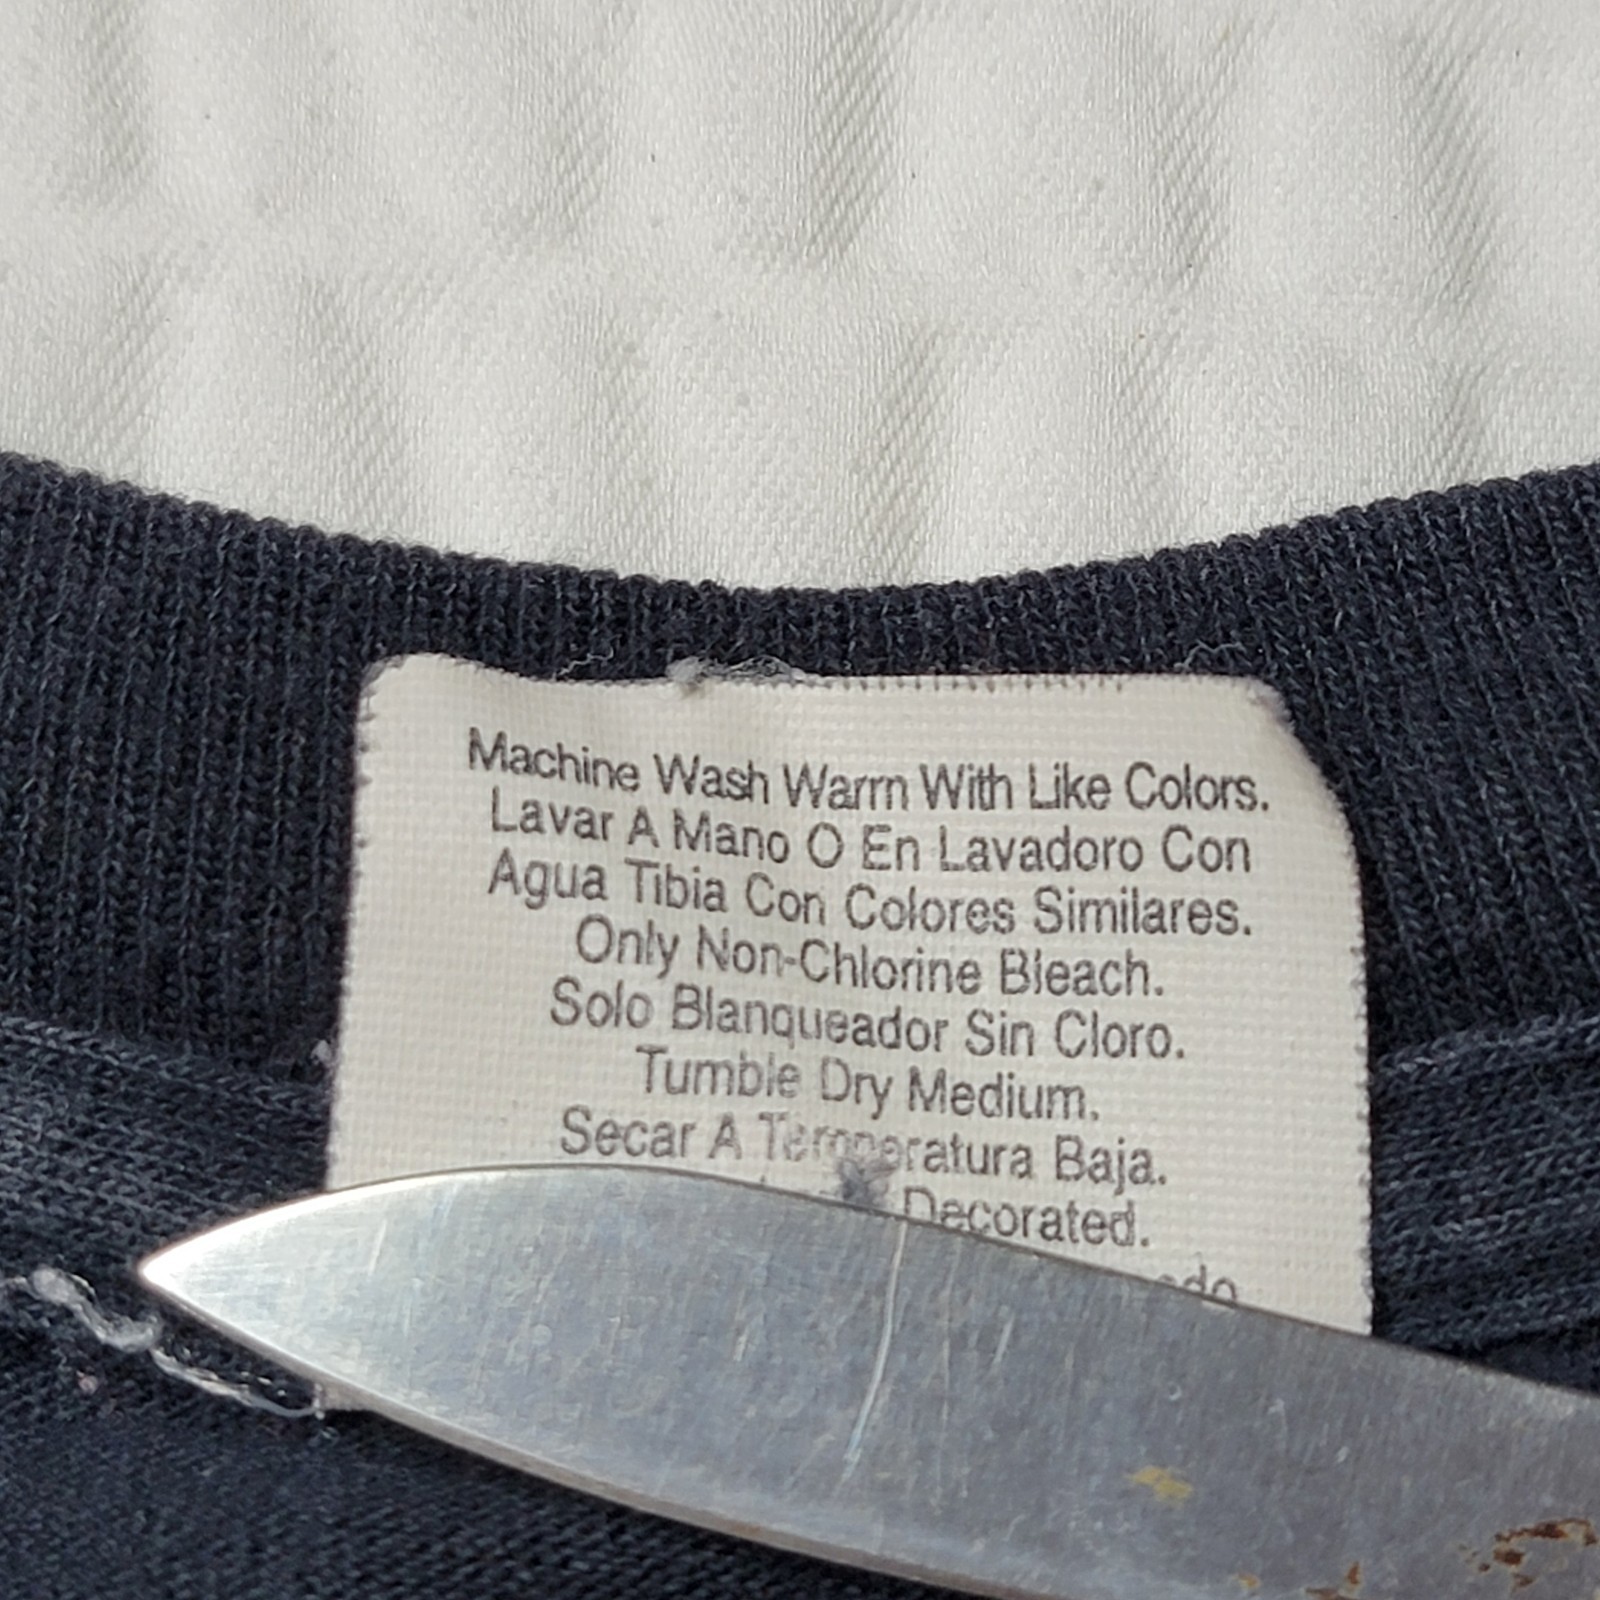 Machine Wash Warm With Like Colors.
Lavar A Mano O En Lavadoro Con
Agua Tibia Con Colores Similares.
Only Non-Chlorine Bleach.
Solo Blanqueador Sin Cloro.
Tumble Dry Medium.
Secar A Temperatura Baja.
Decorated.